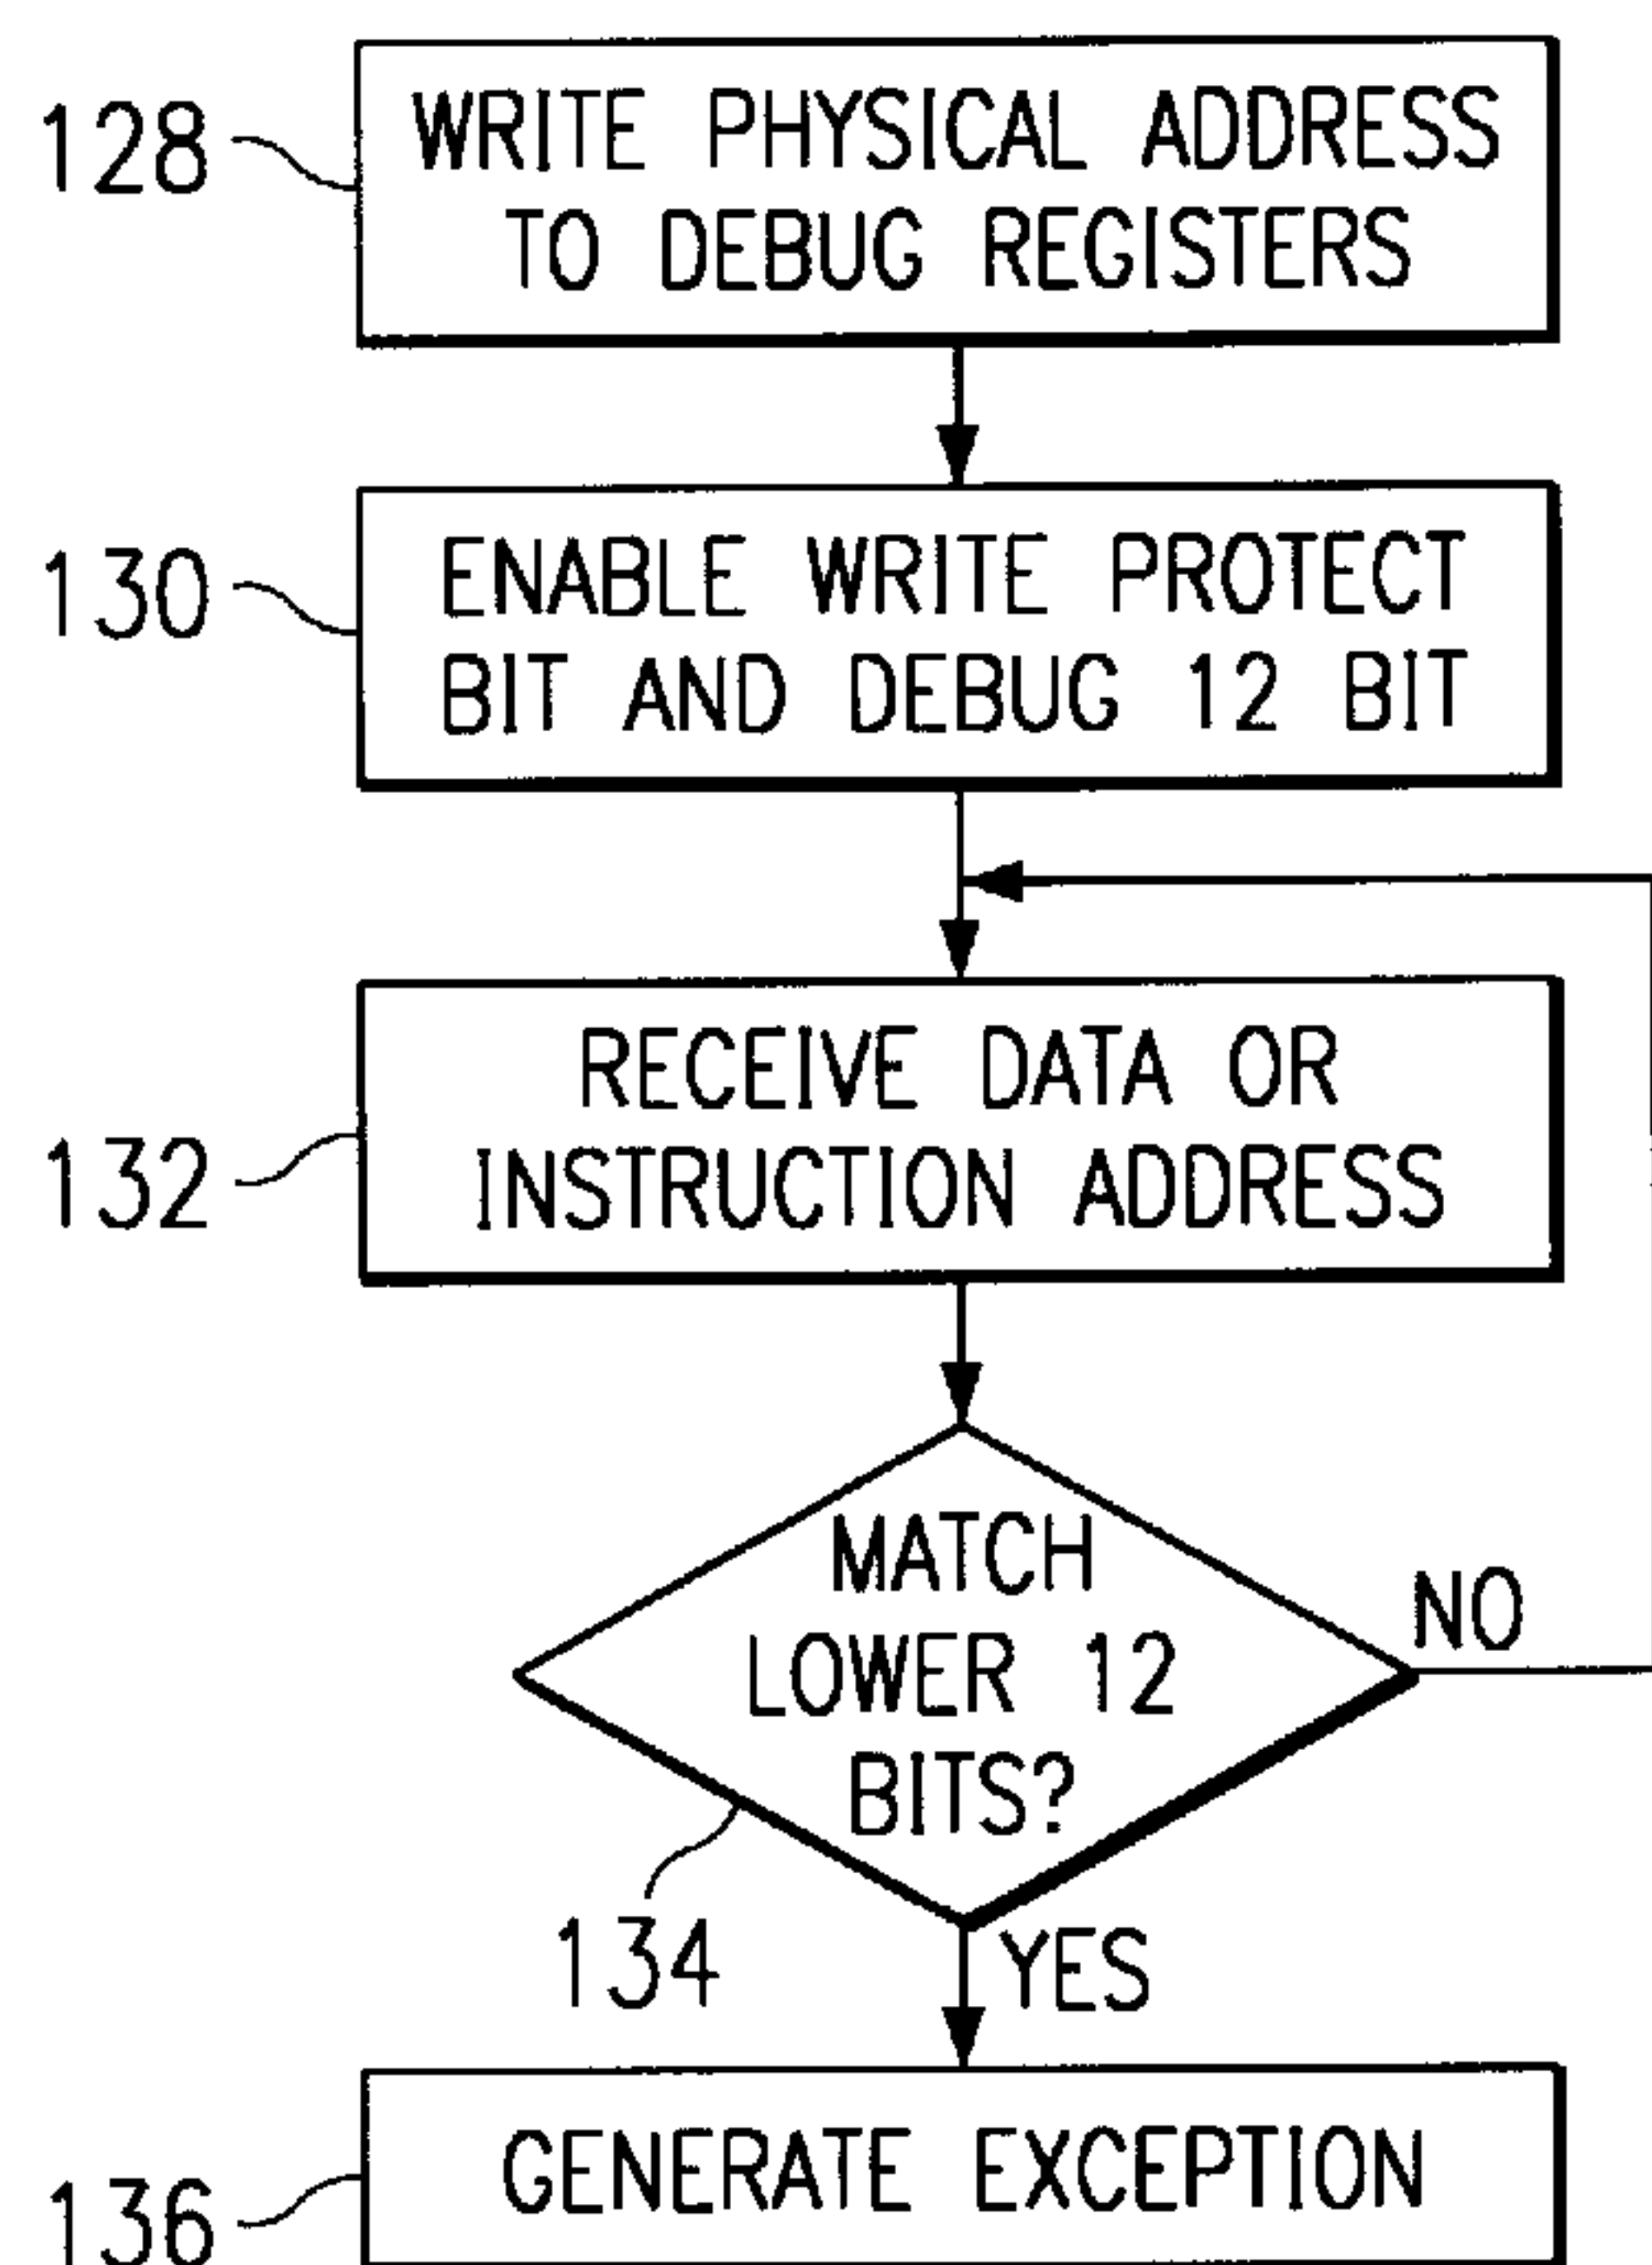 128
WRITE PHYSICAL ADDRESS
TO DEBUG REGISTERS
130
ENABLE WRITE PROTECT
BIT AND DEBUG 12 BIT
132
RECEIVE DATA OR
INSTRUCTION ADDRESS
MATCH
LOWER 12
BITS?
NO
134
YES
136
GENERATE EXCEPTION